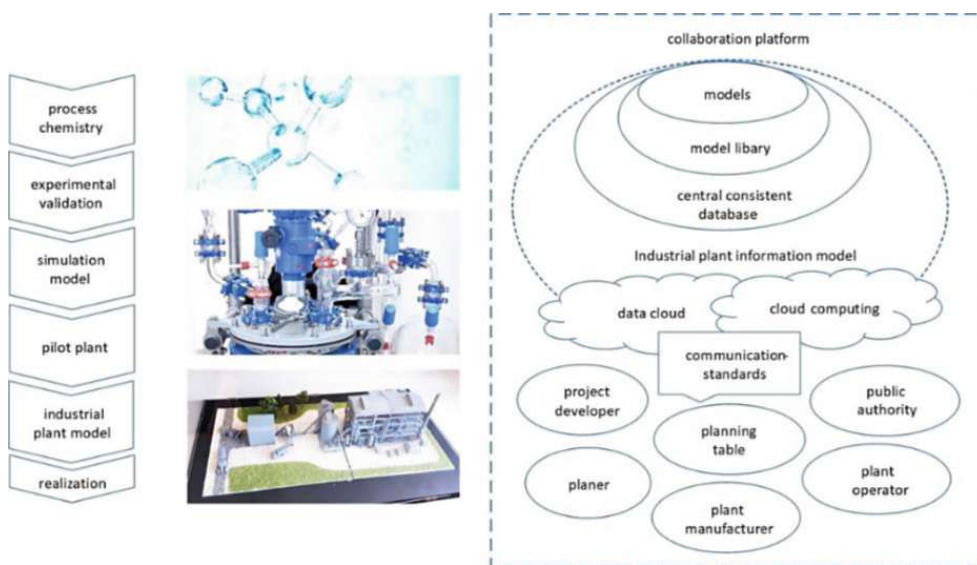 process
chemistry
experimental
validation
simulation
model
pilot plant
industrial
plant model
realization
collaboration platform
models
model libary
central consistent
database
Industrial plant information model
data cloud
cloud computing
communication-
standards
project
developer
public
authority
planning
table
planer
plant
operator
plant
manufacturer